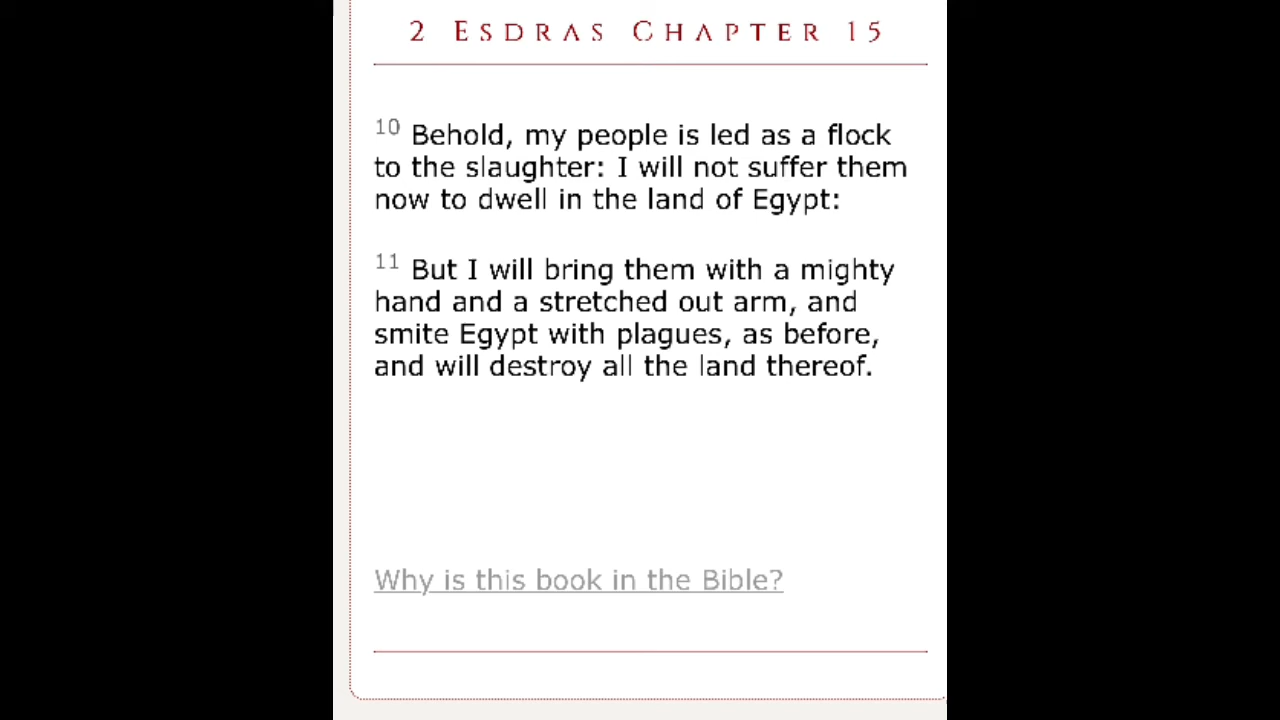 2 Esdras Chapter 15
10 Behold, my people is led as a flock
to the slaughter: I will not suffer them
now to dwell in the land of Egypt:
11 But I will bring them with a mighty
hand and a stretched out arm, and
smite Egypt with plagues, as before,
and will destroy all the land thereof.
Why is this book in the Bible?